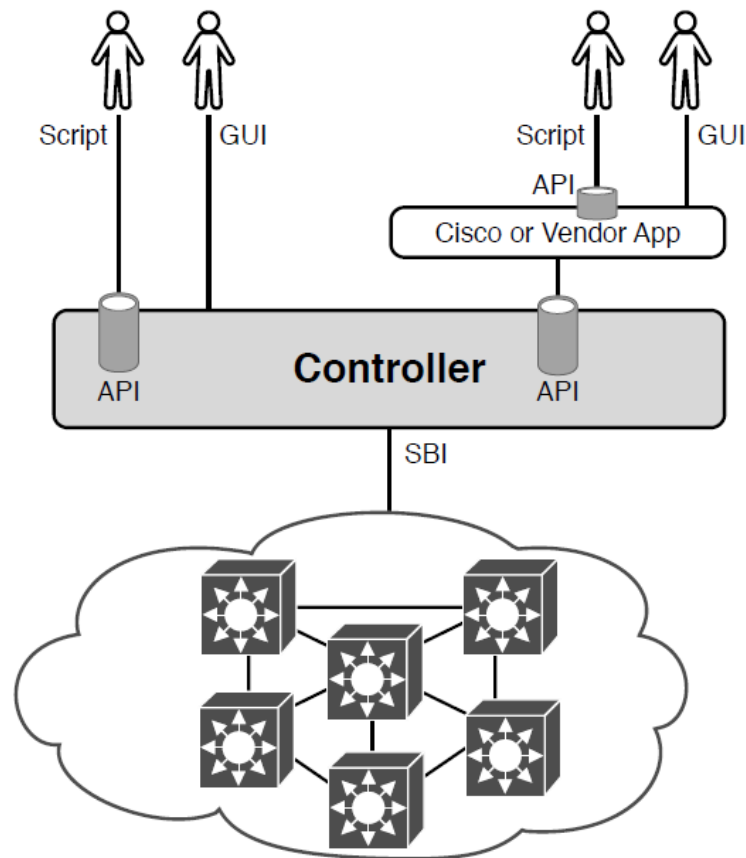 Script
GUI
Script
GUI
API
Cisco or Vendor App
Controller
API
API
SBI